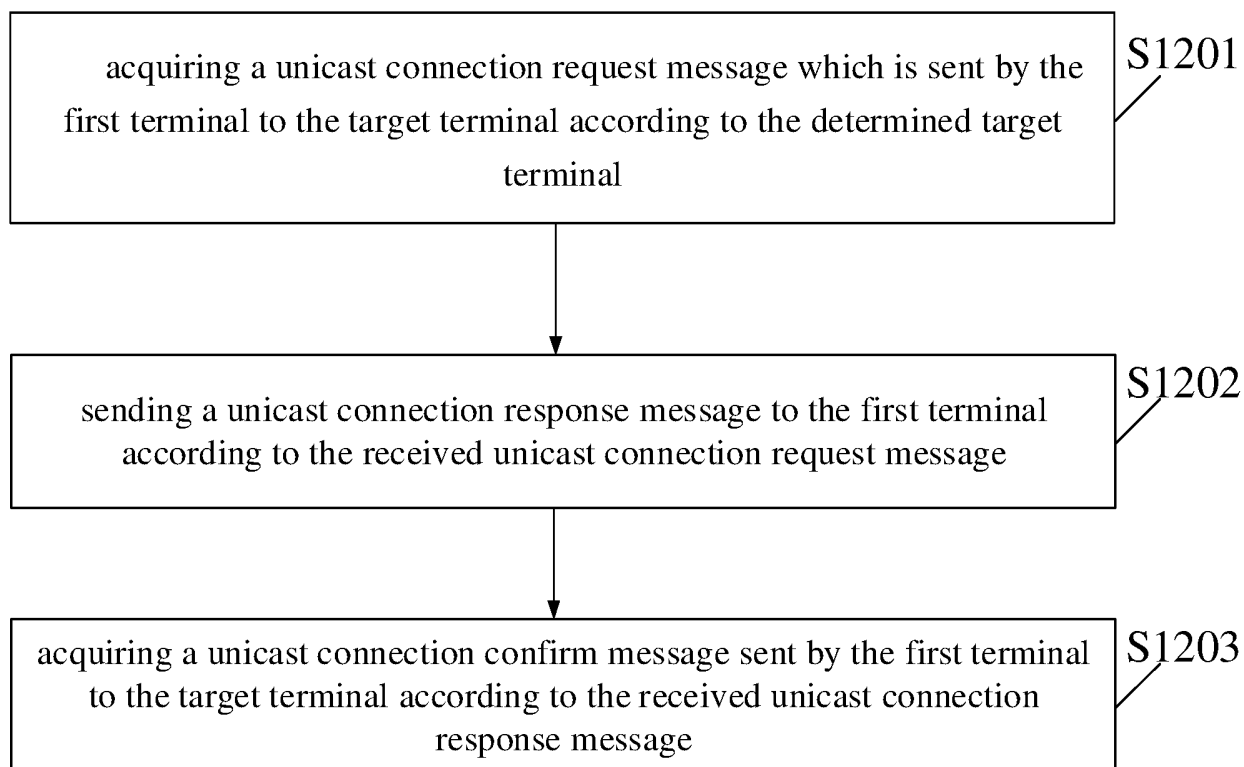 acquiring a unicast connection request message which is sent by the
first terminal to the target terminal according to the determined target
terminal
S1201
sending a unicast connection response message to the first terminal
according to the received unicast connection request message
S1202
acquiring a unicast connection confirm message sent by the first terminal
to the target terminal according to the received unicast connection
response message
S1203